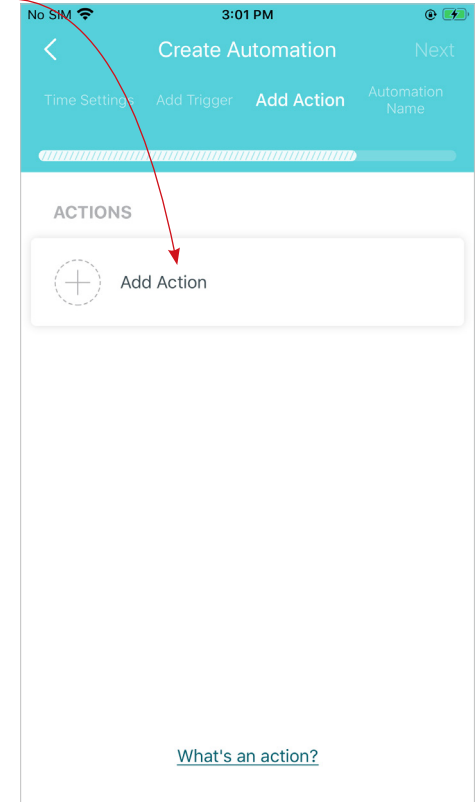 No SIM 3:01 PM
Create Automation Next
Time Settings Add Trigger Add Action Automation
Name
ACTIONS
Add Action
What's an action?